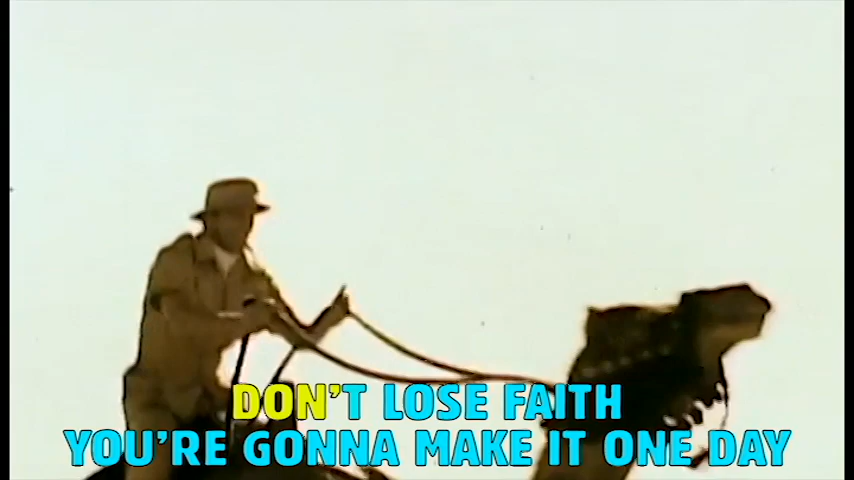 DON'T LOSE FAITH
YOU'RE GONNA MAKE IT ONE DAY